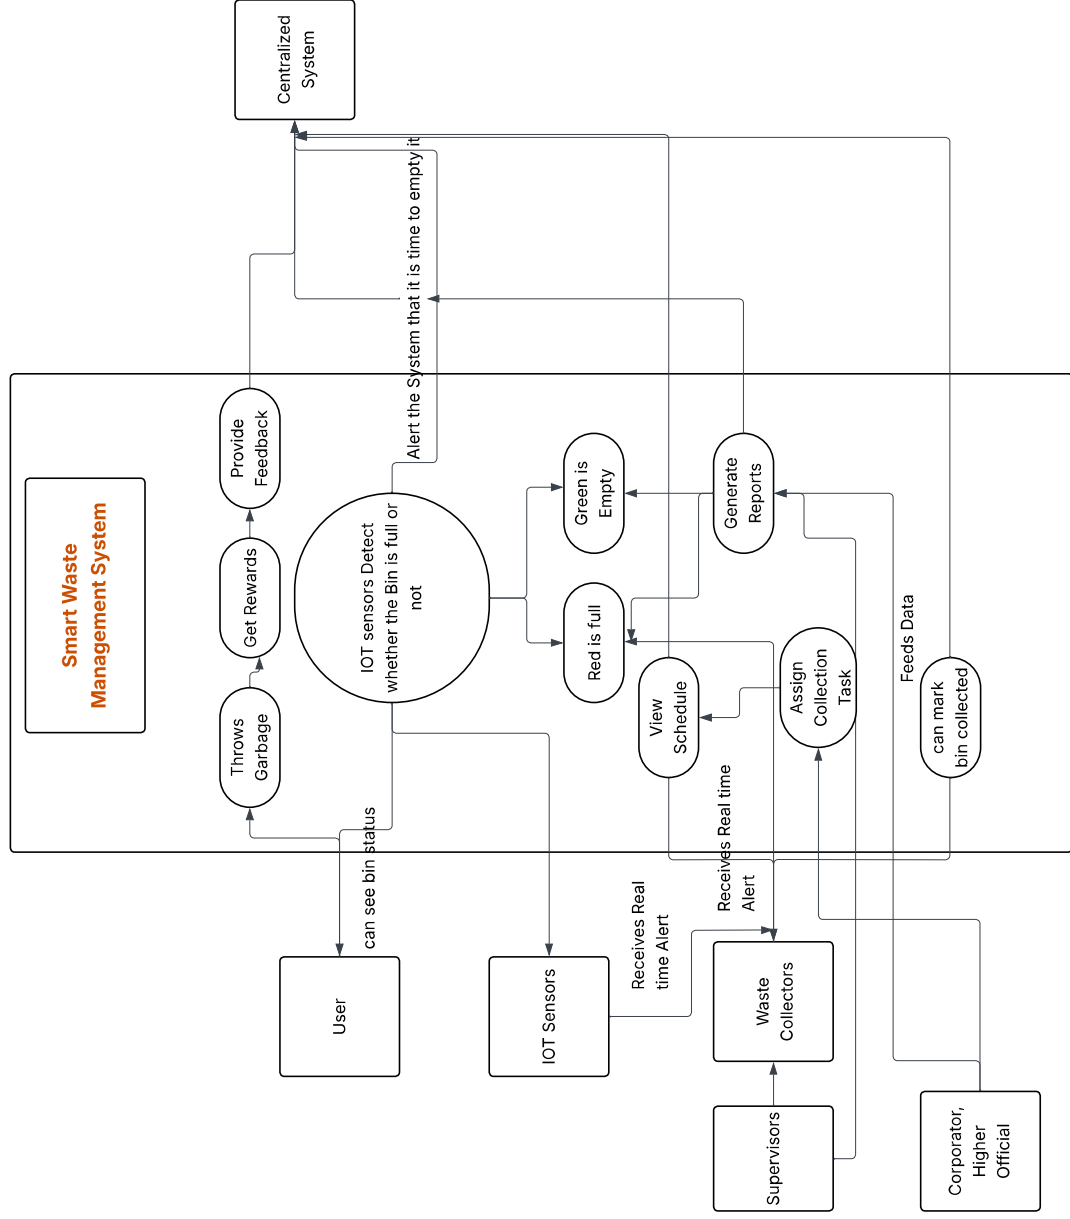 Smart Waste
Management System
Centralized
System
Provide
Feedback
Get Rewards
Throws
Garbage
IOT sensors Detect
whether the Bin is full or
not
Alert the System that it is time to empty it
can see bin status
User
Green is
Empty
Red is full
IOT Sensors
Receives Real
time Alert
View
Schedule
Generate
Reports
Receives Real time
Alert
Waste
Collectors
Supervisors
Assign
Collection
Task
Feeds Data
can mark
bin collected
Corporator,
Higher
Official